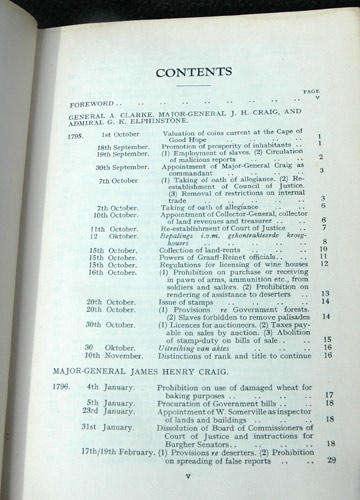 CONTENTS
PAGE
FOREWORD .. .. .. .. .. .. .. v
GENERAL A. CLARKE, MAJOR-GENERAL J. H. CRAIG, AND
ADMIRAL G. K. ELPHINSTONE.
1795. 1st October. Valuation of coins current at the Cape of
Good Hope .. .. .. .. 1
18th September. Promotion of prosperity of inhabitants .. 1
19th September. (1) Employment of slaves. (2) Circulation
of malicious reports .. .. .. 2
30th September. Appointment of Major-General Craig as
commandant .. .. .. .. 3
7th October. (1) Taking of oath of allegiance. (2) Re-
establishment of Council of Justice.
(3) Removal of restrictions on internal
trade .. .. .. .. 3
7th October. Taking of oath of allegiance .. .. 5
10th October. Appointment of Collector-General, collector
of land revenues and treasurer .. 6
11th October. Re-establishment of Court of Justice .. 7
12 Oktober. Bepalings i.v.m. gekontroleerde kroeg-
houers .. .. .. .. 8
15th October. Collection of land-rents .. .. 10
15th October. Powers of Graaff-Reinet officials .. 11
15th October. Regulations for licensing of wine houses 12
16th October. (1) Prohibition on purchase or receiving
in pawn of arms, ammunition etc., from
soldiers and sailors. (2) Prohibition on
rendering of assistance to deserters .. 13
20th October. Issue of stamps .. .. .. 14
20th October. (1) Provisions re Government forests.
(2) Slaves forbidden to remove palisades 14
30th October. (1) Licences for auctioneers. (2) Taxes pay-
able on sales by auction. (3) Abolition
of stamp-duty on bills of sale .. 15
30 Oktober. Uitreiking van aktes .. .. 16
10th November. Distinctions of rank and title to continue 16
MAJOR-GENERAL JAMES HENRY CRAIG.
1796. 4th January. Prohibition on use of damaged wheat for
baking purposes .. .. .. 17
5th January. Procuration of Government bills .. 18
23rd January. Appointment of W. Somerville as inspector
of lands and buildings .. .. 18
31st January. Dissolution of Board of Commissioners of
Court of Justice and instructions for
Burgher Senators .. .. .. 18
17th/19th February. (1) Provisions re deserters. (2) Prohibition
on spreading of false reports .. 29
v